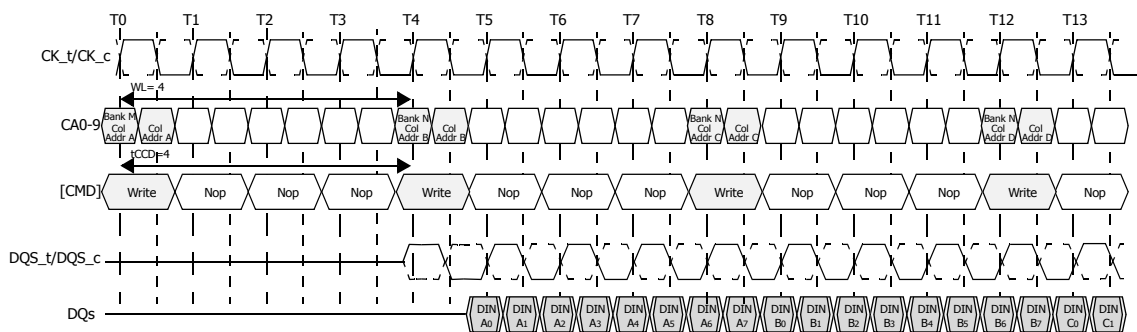 T0 T1 T2 T3 T4 T5 T6 T7 T8 T9 T10 T11 T12 T13
CK_t/CK_c
WL= 4
CA0-9
Bank M Col Addr A
Col Addr A
Bank N Col Addr B
Col Addr B
Bank N Col Addr C
Col Addr C
Bank N Col Addr D
Col Addr D
tCCD=4
[CMD] Write Nop Nop Nop Write Nop Nop Nop Write Nop Nop Nop Write Nop
DQS_t/DQS_c
DQs
DIN A0 DIN A1 DIN A2 DIN A3 DIN A4 DIN A5 DIN A6 DIN A7 DIN B0 DIN B1 DIN B2 DIN B3 DIN B4 DIN B5 DIN B6 DIN B7 DIN C0 DIN C1